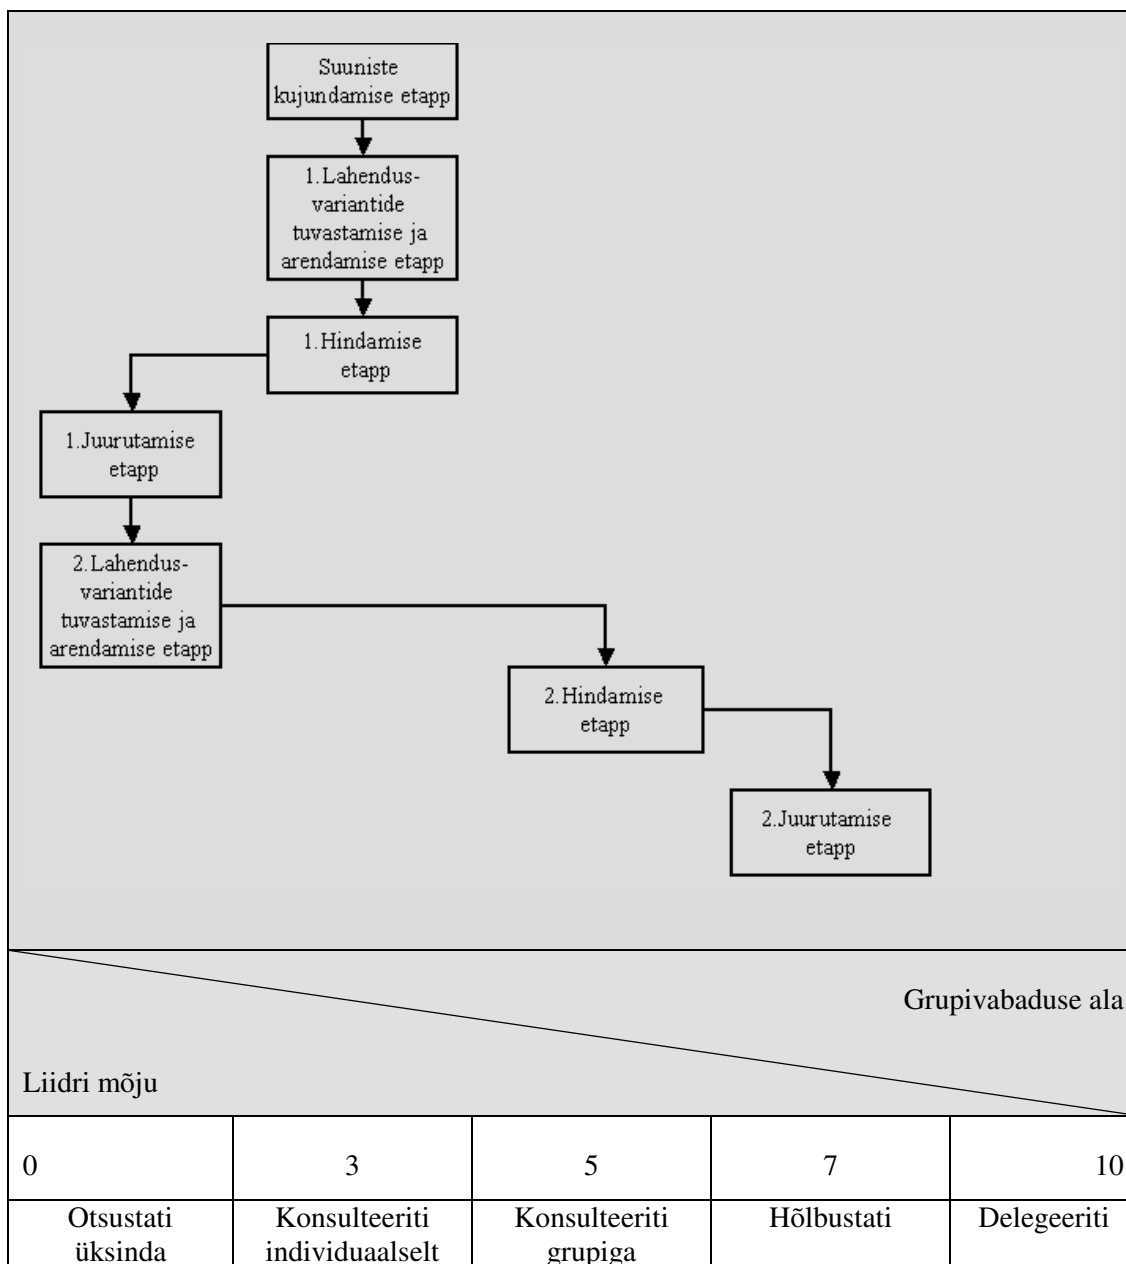 Suuniste
kujundamise etapp
1.Lahendus-
variantide
tuvastamise ja
arendamise etapp
1.Hindamise
etapp
1.Juurutamise
etapp
2.Lahendus-
variantide
tuvastamise ja
arendamise etapp
2.Hindamise
etapp
2.Juurutamise
etapp
Grupivabaduse ala
Liidri mõju
0 3 5 7 10
Otsustati Konsulteeriti Konsulteeriti Hõlbustati Delegeeriti
üksinda individuaalselt grupiga